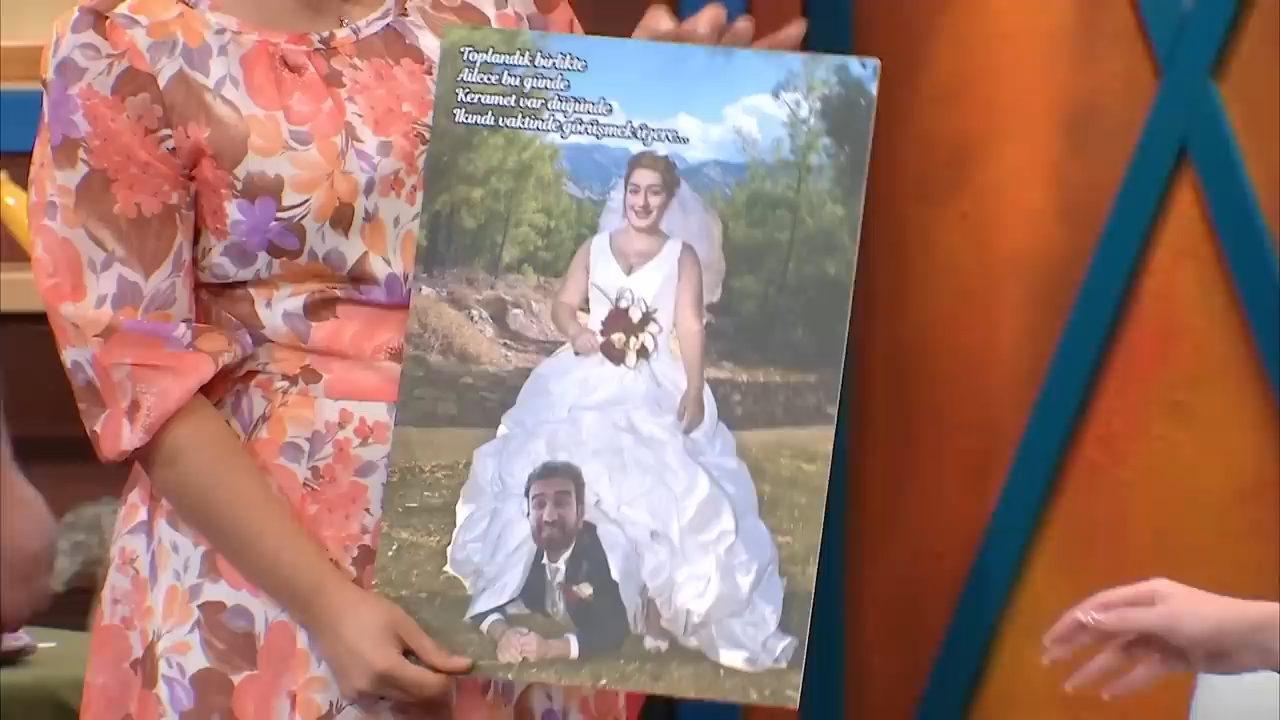 Toplandık birlikte
Ailece bu günde
Keramet var düğünde
İkindi vaktinde görüşmek üzere...